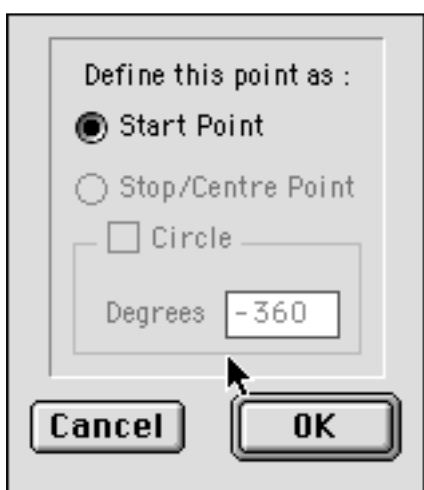 Define this point as :
Start Point
Stop/Centre Point
Circle
Degrees -360
Cancel OK